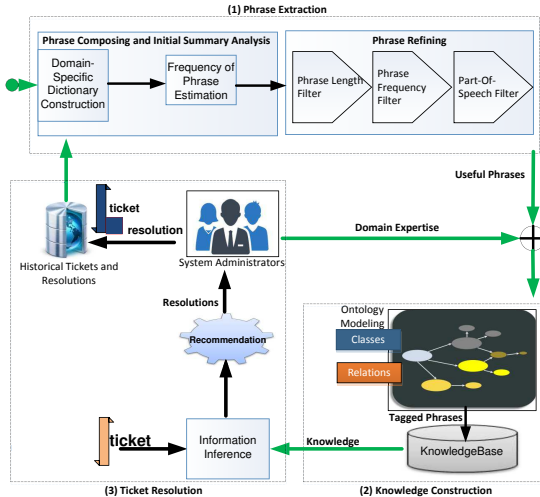 (1) Phrase Extraction
Phrase Composing and Initial Summary Analysis
Phrase Refining
Domain-
Specific
Dictionary
Construction
Frequency of
Phrase
Estimation
Phrase Length
Filter
Phrase
Frequency
Filter
Part-Of-
Speech Filter
Useful Phrases
ticket
resolution
Historical Tickets and
Resolutions
System Administrators
Domain Expertise
Resolutions
Recommendation
Ontology
Modeling
Classes
Relations
Tagged Phrases
KnowledgeBase
ticket
Information
Inference
Knowledge
(3) Ticket Resolution
(2) Knowledge Construction